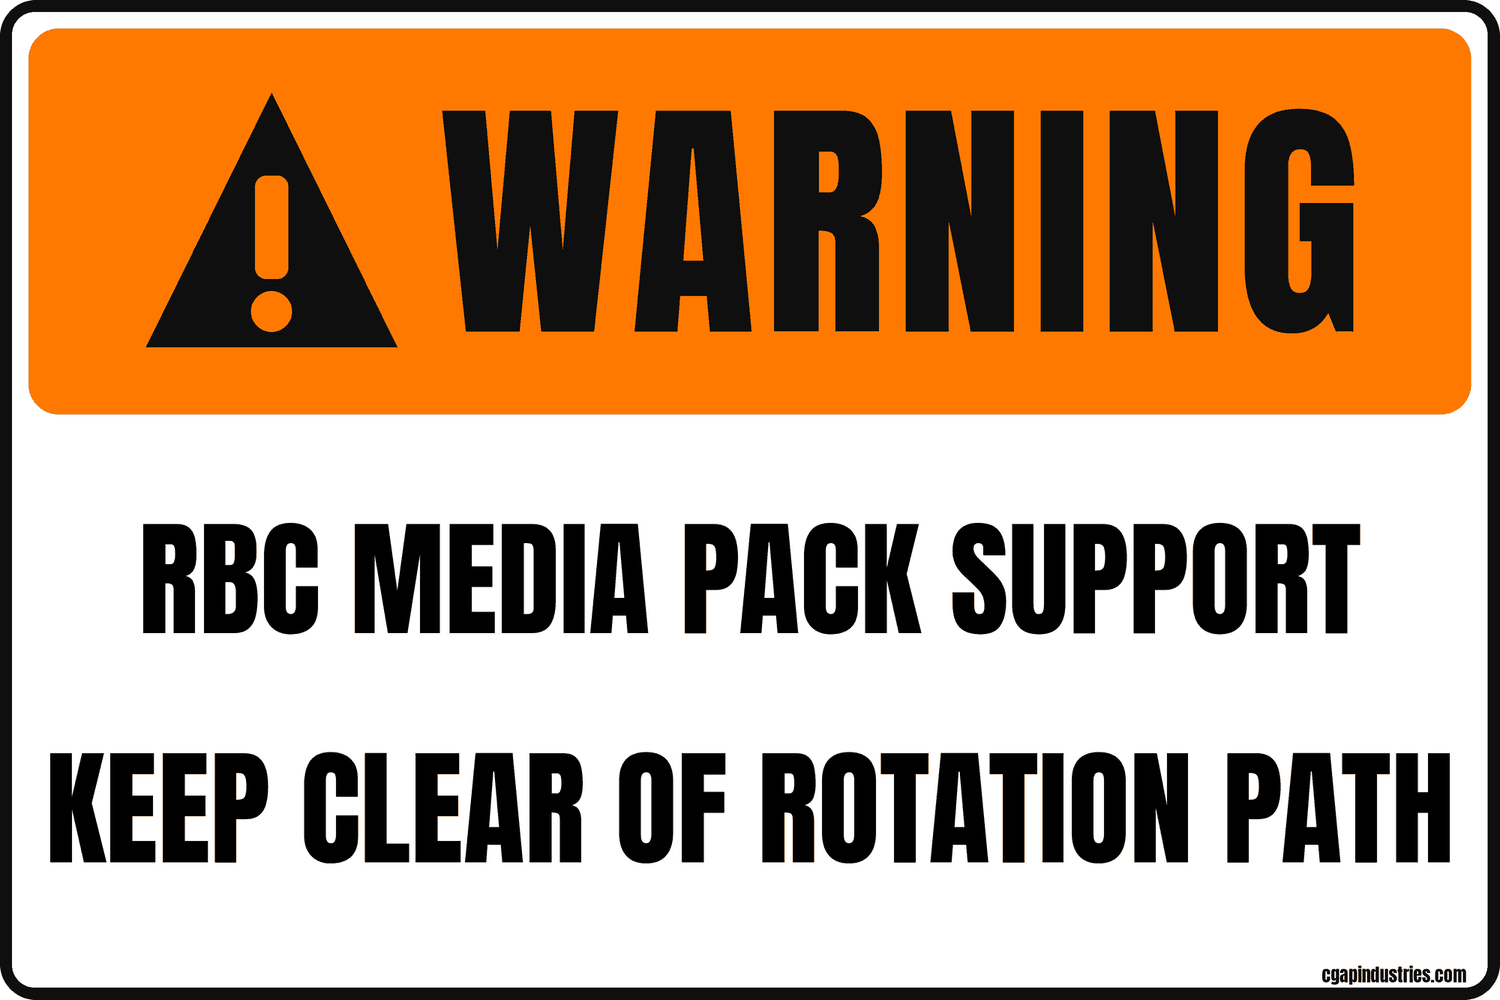 WARNING
RBC MEDIA PACK SUPPORT
KEEP CLEAR OF ROTATION PATH
cgapindustries.com